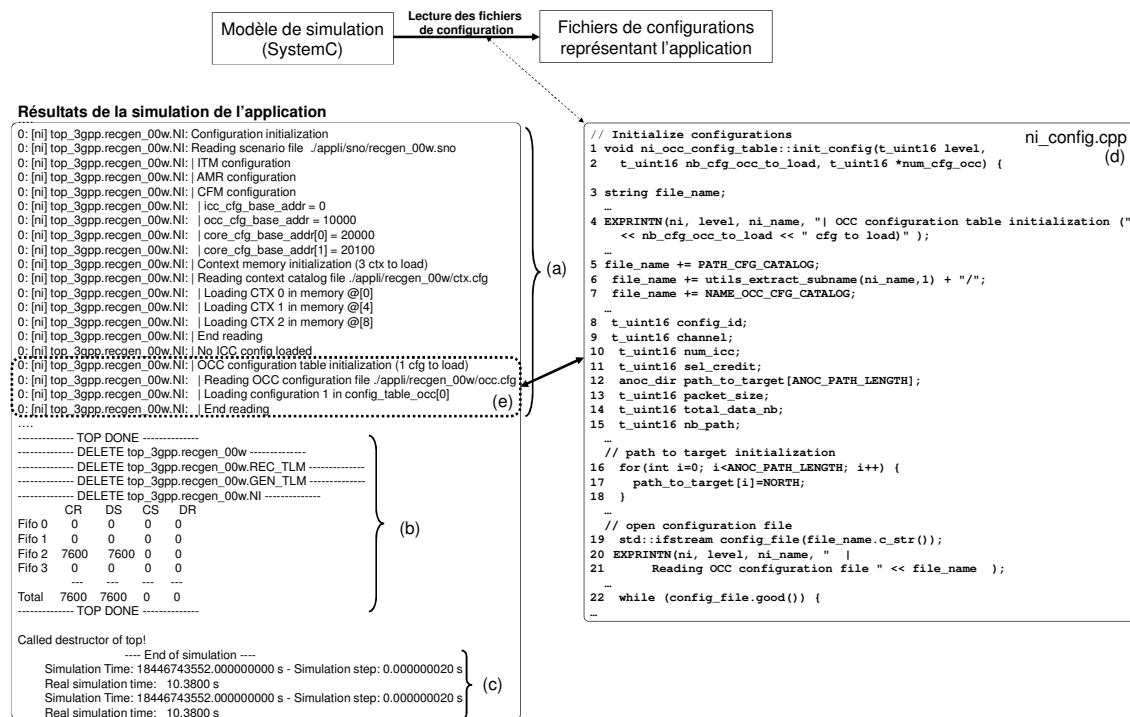 Modèle de simulation
(SystemC)
Lecture des fichiers
de configuration
Fichiers de configurations
représentant l'application
Résultats de la simulation de l'application
....
0: [ni] top_3gpp.recgen_00w.NI: Configuration initialization
0: [ni] top_3gpp.recgen_00w.NI: Reading scenario file ./appli/sno/recgen_00w.sno
0: [ni] top_3gpp.recgen_00w.NI: | ITM configuration
0: [ni] top_3gpp.recgen_00w.NI: | AMR configuration
0: [ni] top_3gpp.recgen_00w.NI: | CFM configuration
0: [ni] top_3gpp.recgen_00w.NI: | icc_cfg_base_addr = 0
0: [ni] top_3gpp.recgen_00w.NI: | occ_cfg_base_addr = 10000
0: [ni] top_3gpp.recgen_00w.NI: | core_cfg_base_addr[0] = 20000
0: [ni] top_3gpp.recgen_00w.NI: | core_cfg_base_addr[1] = 20100
0: [ni] top_3gpp.recgen_00w.NI: | Context memory initialization (3 ctx to load)
0: [ni] top_3gpp.recgen_00w.NI: | Reading context catalog file ./appli/recgen_00w/ctx.cfg
0: [ni] top_3gpp.recgen_00w.NI: | Loading CTX 0 in memory @[0]
0: [ni] top_3gpp.recgen_00w.NI: | Loading CTX 1 in memory @[4]
0: [ni] top_3gpp.recgen_00w.NI: | Loading CTX 2 in memory @[8]
0: [ni] top_3gpp.recgen_00w.NI: | End reading
0: [ni] top_3gpp.recgen_00w.NI: | No ICC config loaded
0: [ni] top_3gpp.recgen_00w.NI: | OCC configuration table initialization (1 cfg to load)
0: [ni] top_3gpp.recgen_00w.NI: | Reading OCC configuration file ./appli/recgen_00w/occ.cfg
0: [ni] top_3gpp.recgen_00w.NI: | Loading configuration 1 in config_table_occ[0]
0: [ni] top_3gpp.recgen_00w.NI: | End reading
(e)
(a)
....
-------------- TOP DONE --------------
-------------- DELETE top_3gpp.recgen_00w --------------
-------------- DELETE top_3gpp.recgen_00w.REC_TLM --------------
-------------- DELETE top_3gpp.recgen_00w.GEN_TLM --------------
-------------- DELETE top_3gpp.recgen_00w.NI --------------
CR DS CS DR
Fifo 0 0 0 0 0
Fifo 1 0 0 0 0
Fifo 2 7600 7600 0 0
Fifo 3 0 0 0 0
--- --- --- ---
Total 7600 7600 0 0
-------------- TOP DONE --------------
(b)
Called destructor of top!
---- End of simulation ----
Simulation Time: 18446743552.000000000 s - Simulation step: 0.000000020 s
Real simulation time: 10.3800 s
Simulation Time: 18446743552.000000000 s - Simulation step: 0.000000020 s
Real simulation time: 10.3800 s
(c)
ni_config.cpp
(d)
// Initialize configurations
1 void ni_occ_config_table::init_config(t_uint16 level,
2 t_uint16 nb_cfg_occ_to_load, t_uint16 *num_cfg_occ) {
3 string file_name;
…
4 EXPRINTN(ni, level, ni_name, "| OCC configuration table initialization ("
<< nb_cfg_occ_to_load << " cfg to load)" );
…
5 file_name += PATH_CFG_CATALOG;
6 file_name += utils_extract_subname(ni_name,1) + "/";
7 file_name += NAME_OCC_CFG_CATALOG;
…
8 t_uint16 config_id;
9 t_uint16 channel;
10 t_uint16 num_icc;
11 t_uint16 sel_credit;
12 anoc_dir path_to_target[ANOC_PATH_LENGTH];
13 t_uint16 packet_size;
14 t_uint16 total_data_nb;
15 t_uint16 nb_path;
…
// path to target initialization
16 for(int i=0; i<ANOC_PATH_LENGTH; i++) {
17 path_to_target[i]=NORTH;
18 }
…
// open configuration file
19 std::ifstream config_file(file_name.c_str());
20 EXPRINTN(ni, level, ni_name, " |
21 Reading OCC configuration file " << file_name );
…
22 while (config_file.good()) {
…